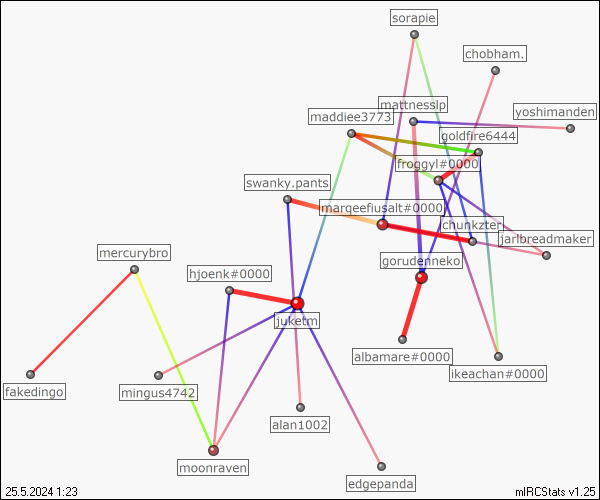 sorapie
chobham.
mattnesslp
yoshimanden
maddiee3773
goldfire6444
froggyl#0000
swanky.pants
marqeefiusalt#0000
chunkzter
jarlbreadmaker
mercurybro
gorudenneko
hjoenk#0000
juketm
albamare#0000
ikeachan#0000
fakedingo
mingus4742
alan1002
moonraven
edgepanda
25.5.2024 1:23
mIRCStats v1.25